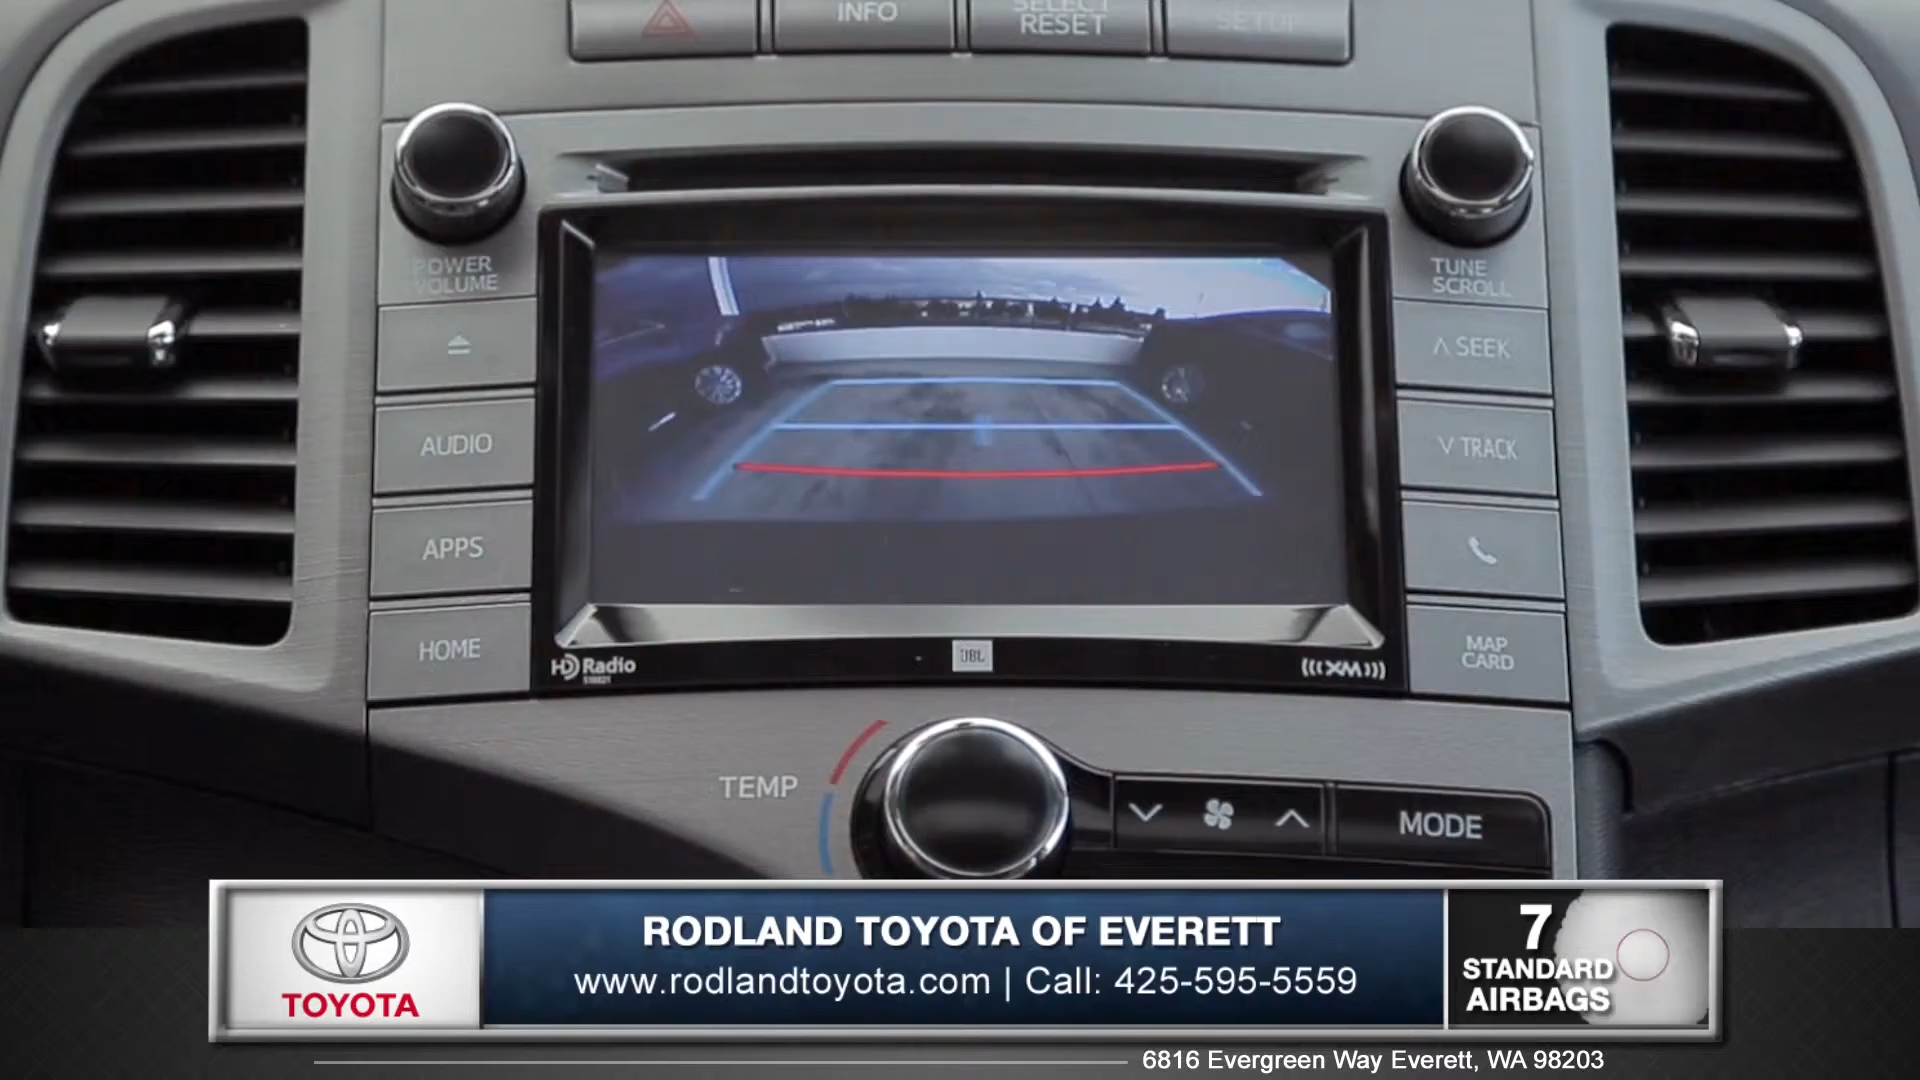 INFO
SELECT
RESET
SETUP
POWER
VOLUME
TUNE
SCROLL
∧ SEEK
AUDIO
∨ TRACK
APPS
HOME
MAP
CARD
HD Radio
JBL
(((XM)))
TEMP
MODE
RODLAND TOYOTA OF EVERETT
www.rodlandtoyota.com | Call: 425-595-5559
TOYOTA
7
STANDARD
AIRBAGS
6816 Evergreen Way Everett, WA 98203